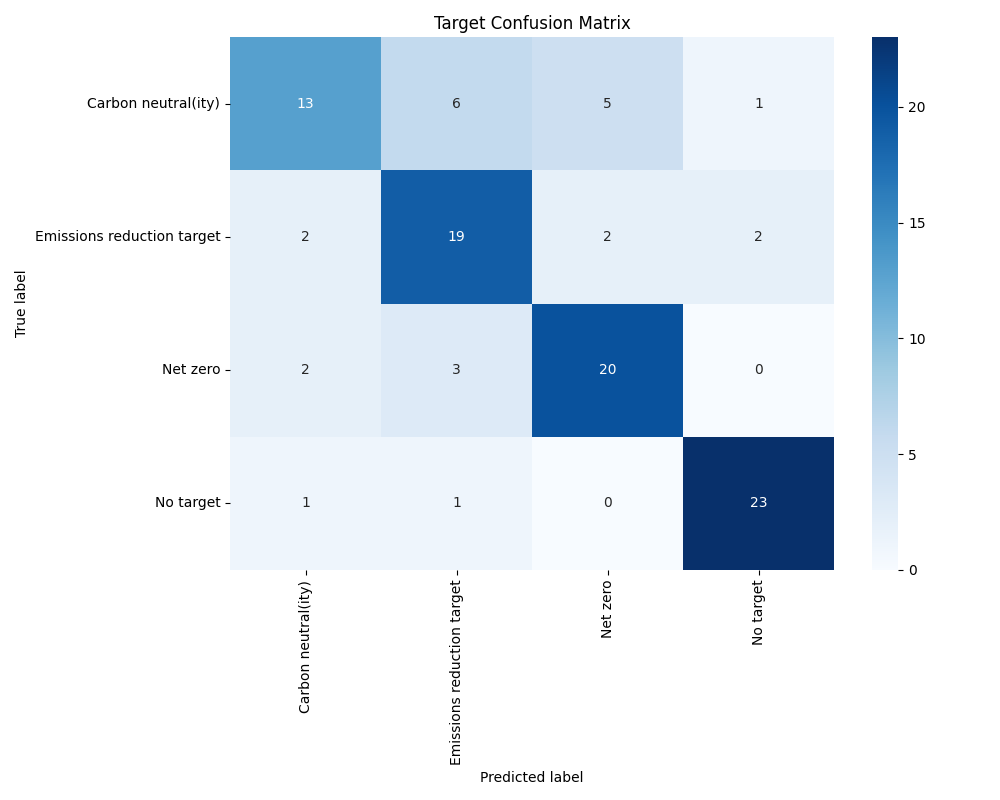 Target Confusion Matrix
True label
Carbon neutral(ity)
13 6 5 1
Emissions reduction target
2 19 2 2
Net zero
2 3 20 0
No target
1 1 0 23
Carbon neutral(ity)
Emissions reduction target
Net zero
No target
Predicted label
20
15
10
5
0